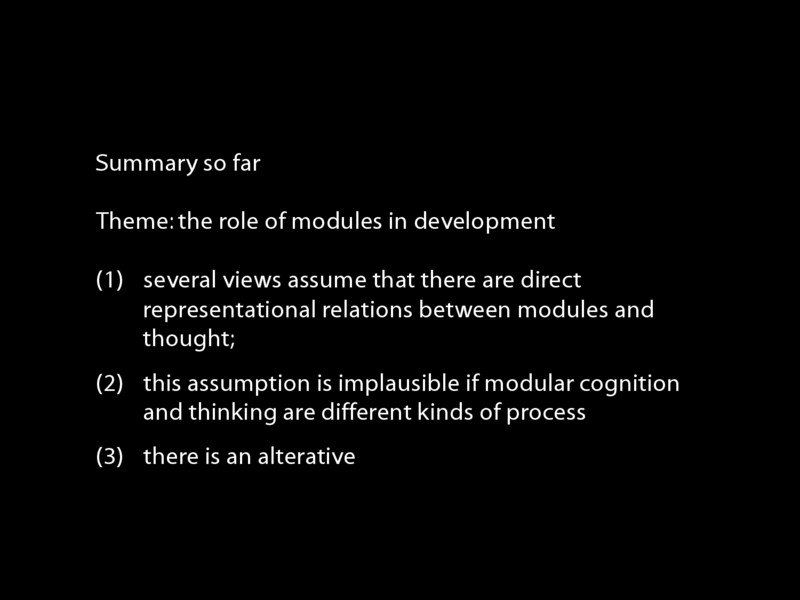 Summary so far
Theme: the role of modules in development
(1) several views assume that there are direct
representational relations between modules and
thought;
(2) this assumption is implausible if modular cognition
and thinking are different kinds of process
(3) there is an alterative